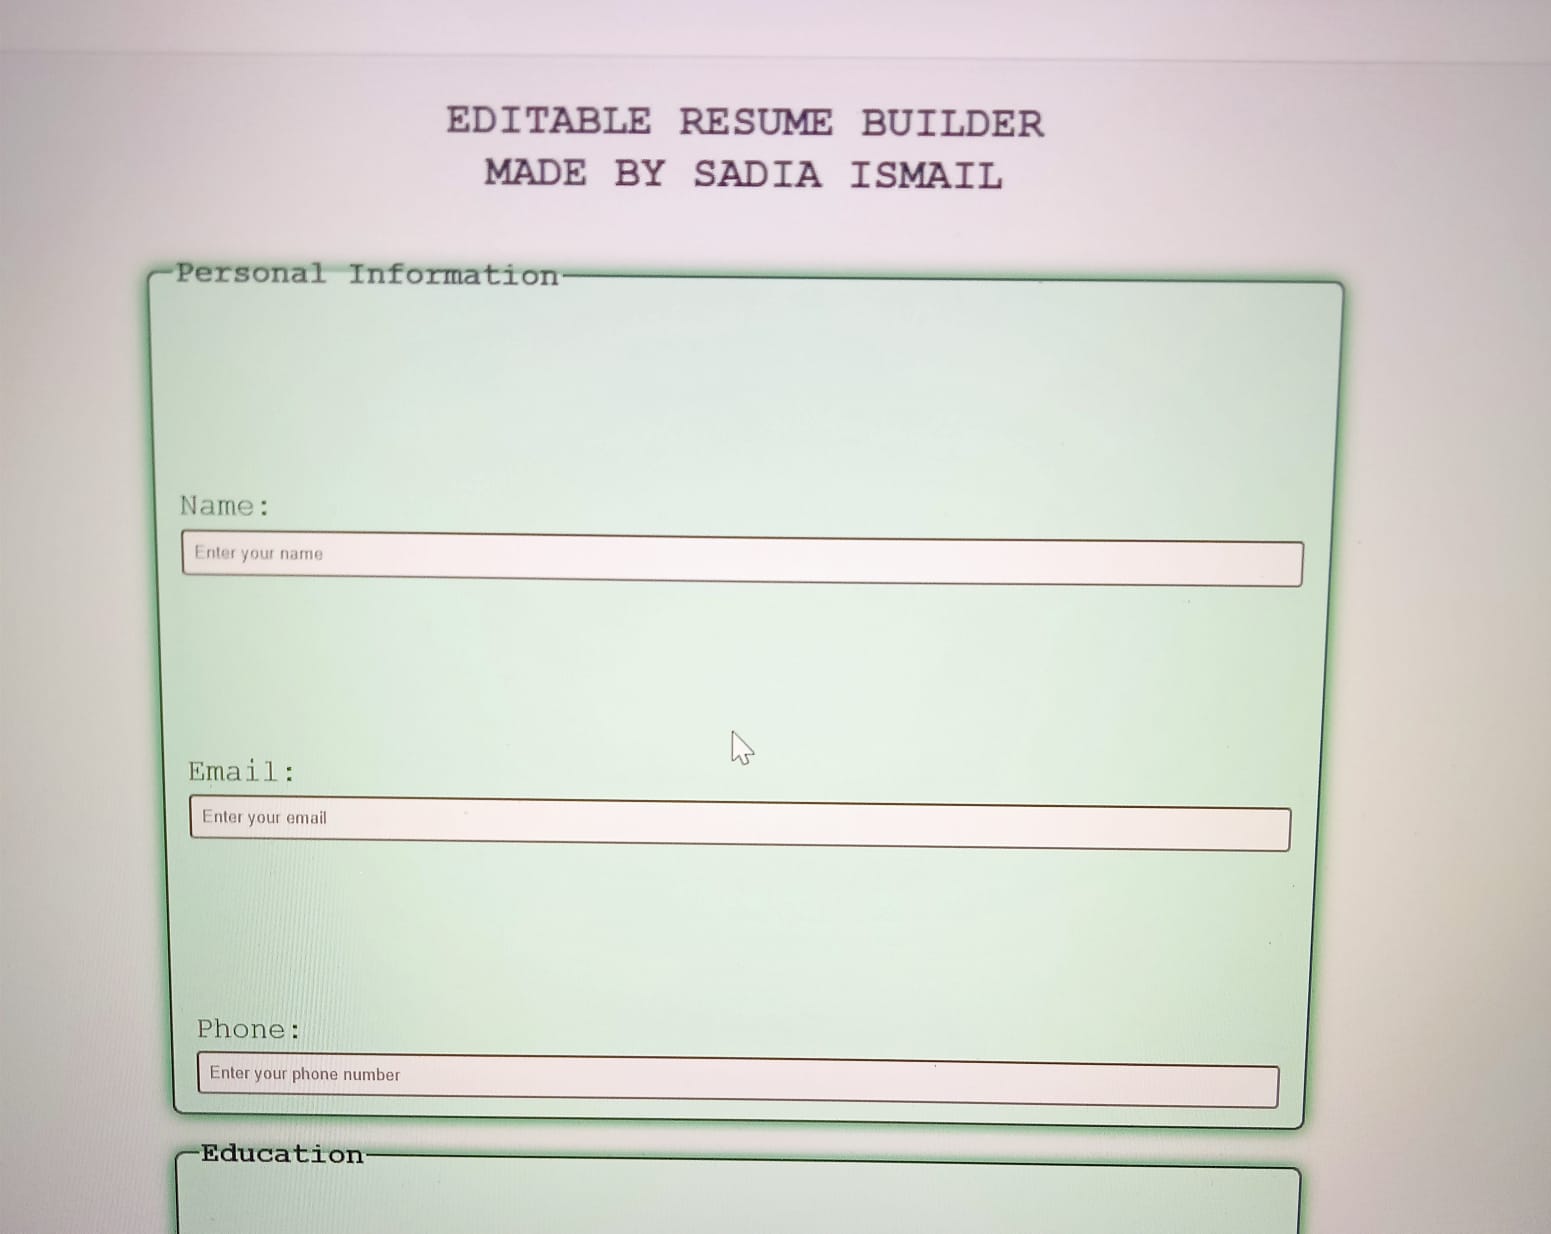 EDITABLE RESUME BUILDER
MADE BY SADIA ISMAIL
Personal Information
Name:
Enter your name
Email:
Enter your email
Phone:
Enter your phone number
Education